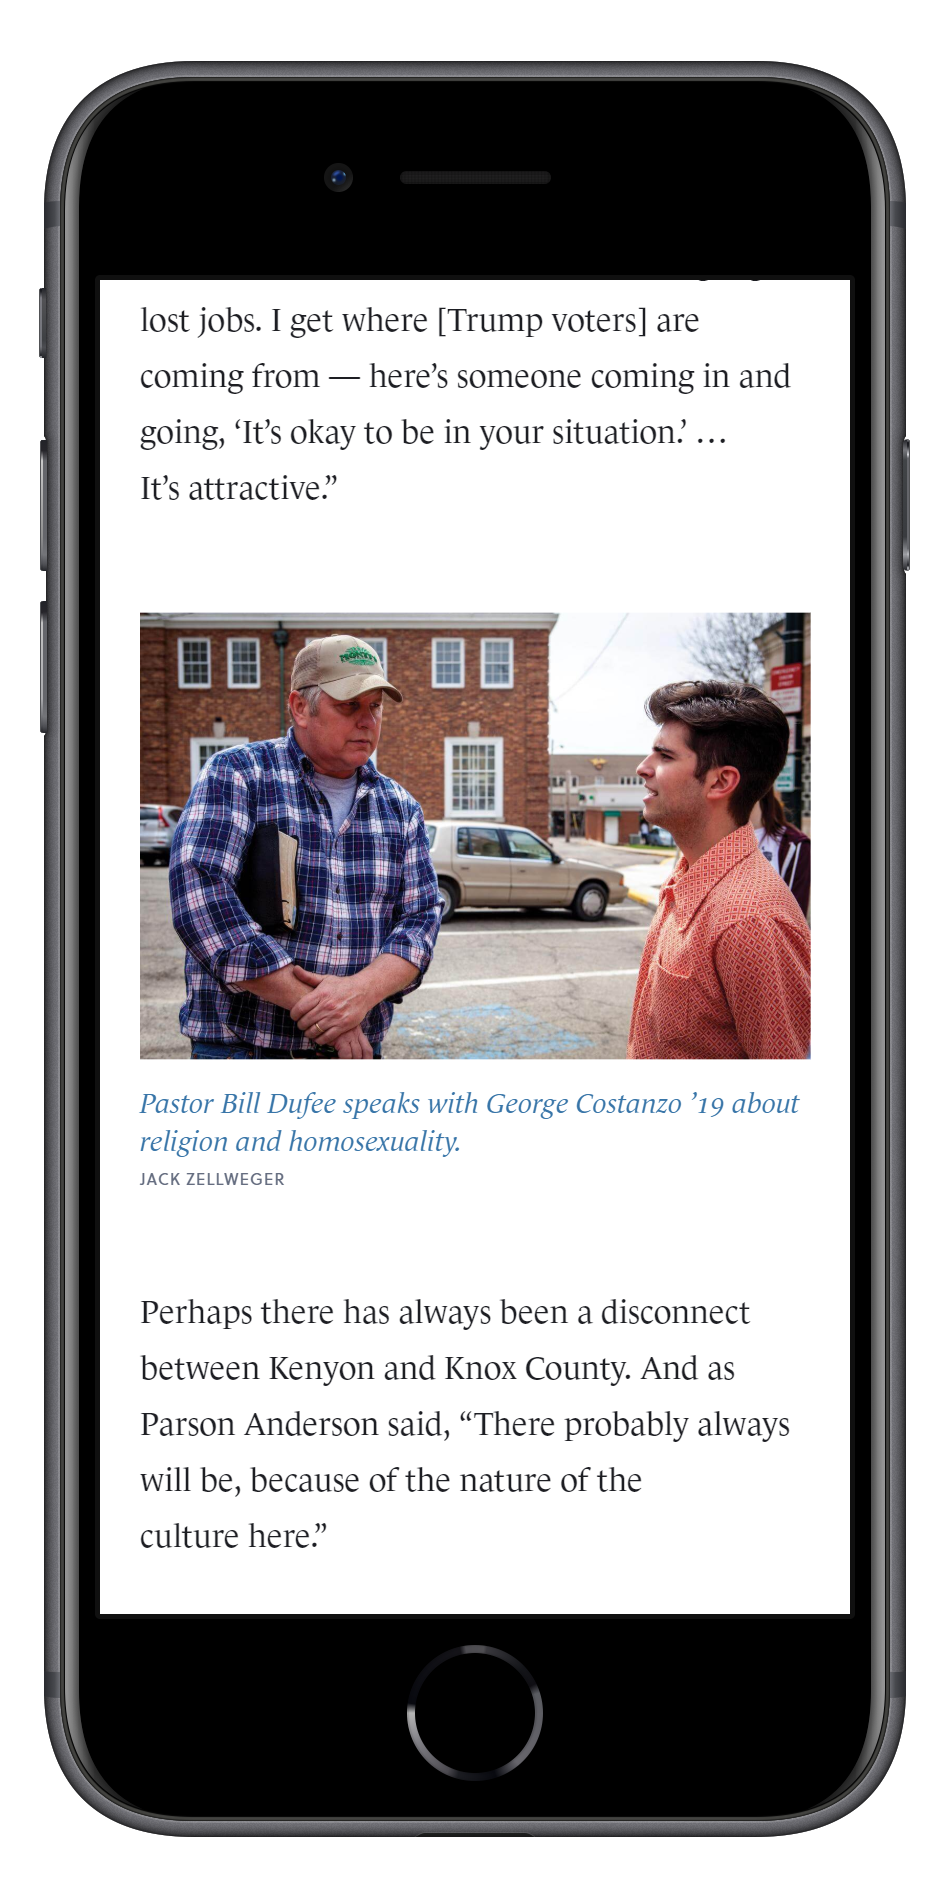 lost jobs. I get where [Trump voters] are
coming from — here’s someone coming in and
going, ‘It’s okay to be in your situation.’ …
It’s attractive.”
Pastor Bill Dufee speaks with George Costanzo ’19 about
religion and homosexuality.
JACK ZELLWEGER
Perhaps there has always been a disconnect
between Kenyon and Knox County. And as
Parson Anderson said, “There probably always
will be, because of the nature of the
culture here.”